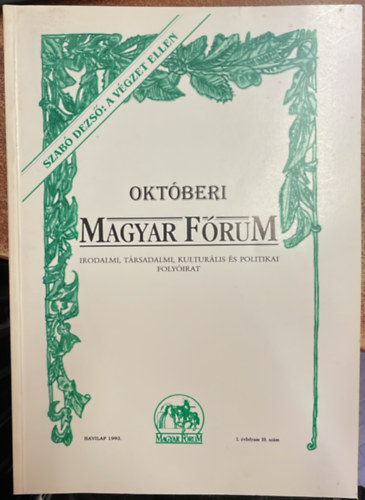 SZABÓ DEZSŐ: A VÉGZET ELLEN
OKTÓBERI
MAGYAR FÓRUM
IRODALMI, TÁRSADALMI, KULTURÁLIS ÉS POLITIKAI
FOLYÓIRAT
MAGYAR FÓRUM
HAVILAP 1993.
I. évfolyam 10. szám